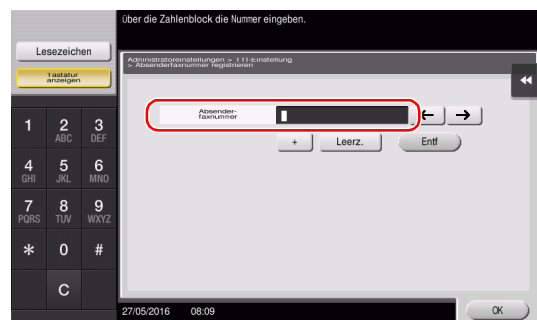 über die Zahlenblock die Nummer eingeben.
Lesezeichen
Tastatur
anzeigen
Administratoreinstellungen > TTI-Einstellung
> Absenderfaxnummer registrieren
Absender-
faxnummer
← →
+ Leerz. Entf
1 2 3
ABC DEF
4 5 6
GHI JKL MNO
7 8 9
PQRS TUV WXYZ
* 0 #
C
27/05/2016 08:09
OK